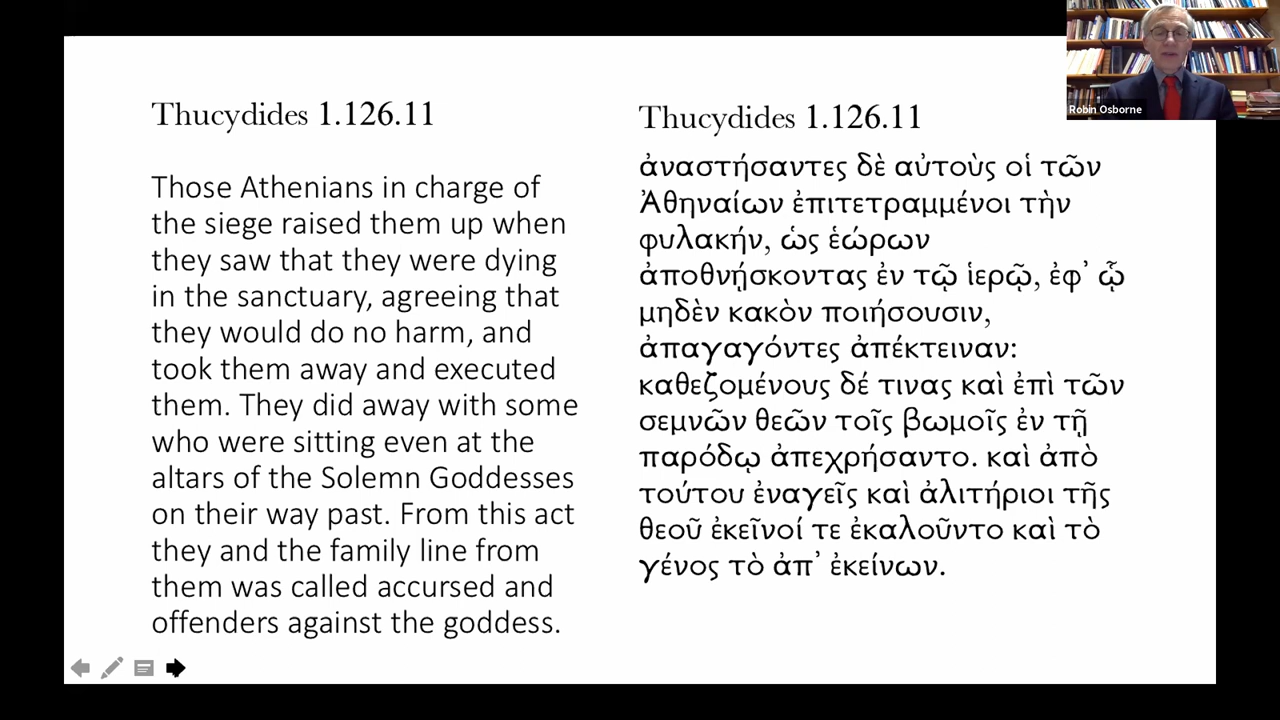 Thucydides 1.126.11
Those Athenians in charge of
the siege raised them up when
they saw that they were dying
in the sanctuary, agreeing that
they would do no harm, and
took them away and executed
them. They did away with some
who were sitting even at the
altars of the Solemn Goddesses
on their way past. From this act
they and the family line from
them was called accursed and
offenders against the goddess.
Thucydides 1.126.11
ἀναστήσαντες δὲ αὐτοὺς οἱ τῶν
Ἀθηναίων ἐπιτετραμμένοι τὴν
φυλακήν, ὡς ἑώρων
ἀποθνῄσκοντας ἐν τῷ ἱερῷ, ἐφ᾽ ᾧ
μηδὲν κακὸν ποιήσουσιν,
ἀπαγαγόντες ἀπέκτειναν:
καθεζομένους δέ τινας καὶ ἐπὶ τῶν
σεμνῶν θεῶν τοῖς βωμοῖς ἐν τῇ
παρόδῳ ἀπεχρήσαντο. καὶ ἀπὸ
τούτου ἐναγεῖς καὶ ἀλιτήριοι τῆς
θεοῦ ἐκεῖνοί τε ἐκαλοῦντο καὶ τὸ
γένος τὸ ἀπ᾽ ἐκείνων.
Robin Osborne